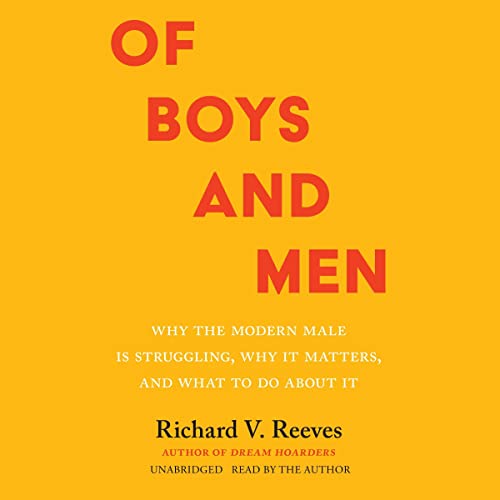 OF
BOYS
AND
MEN
WHY THE MODERN MALE
IS STRUGGLING, WHY IT MATTERS,
AND WHAT TO DO ABOUT IT
Richard V. Reeves
AUTHOR OF DREAM HOARDERS
UNABRIDGED READ BY THE AUTHOR